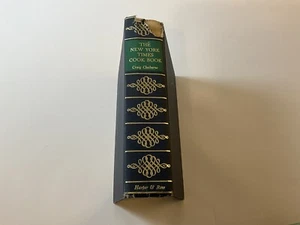 THE
NEW YORK
TIMES
COOK BOOK
Craig Claiborne
Harper & Row